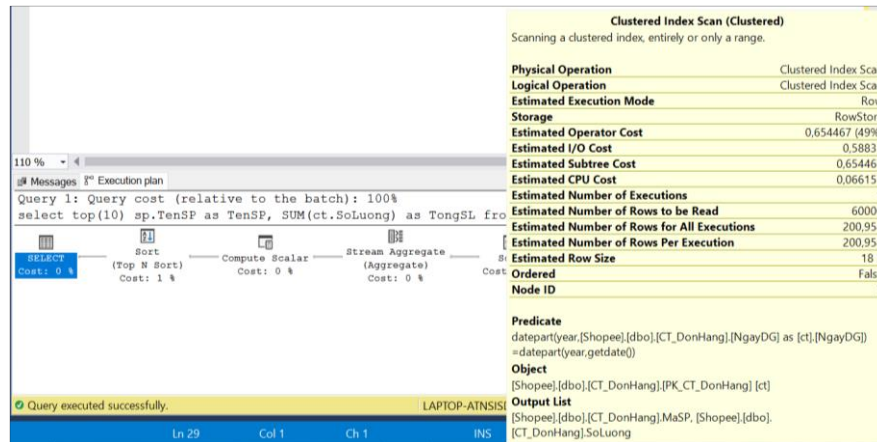 Clustered Index Scan (Clustered)
Scanning a clustered index, entirely or only a range.
Physical Operation Clustered Index Sca
Logical Operation Clustered Index Sca
Estimated Execution Mode Ro
Storage RowStor
Estimated Operator Cost 0,654467 (49%
Estimated I/O Cost 0,5883
Estimated Subtree Cost 0,65446
Estimated CPU Cost 0,06615
Estimated Number of Executions
Estimated Number of Rows to be Read 6000
Estimated Number of Rows for All Executions 200,95
Estimated Number of Rows Per Execution 200,95
Estimated Row Size 18
Ordered Fals
Node ID
Predicate
datepart(year,[Shopee].[dbo].[CT_DonHang].[NgayDG] as [ct].[NgayDG])
=datepart(year,getdate())
Object
[Shopee].[dbo].[CT_DonHang].[PK_CT_DonHang] [ct]
Output List
[Shopee].[dbo].[CT_DonHang].MaSP, [Shopee].[dbo].
[CT_DonHang].SoLuong
110 %
Messages Execution plan
Query 1: Query cost (relative to the batch): 100%
select top(10) sp.TenSP as TenSP, SUM(ct.SoLuong) as TongSL fro
SELECT
Cost: 0 %
Sort
(Top N Sort)
Cost: 1 %
Compute Scalar
Cost: 0 %
Stream Aggregate
(Aggregate)
Cost: 0 %
Cost
Query executed successfully. LAPTOP-ATNSISI
Ln 29 Col 1 Ch 1 INS